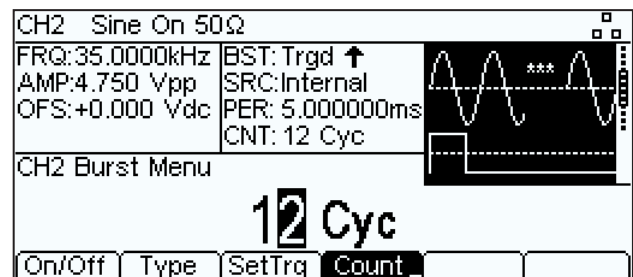 CH2 Sine On 50Ω
FRQ:35.0000kHz
AMP:4.750 Vpp
OFS:+0.000 Vdc
BST: Trgd ↑
SRC:Internal
PER: 5.000000ms
CNT: 12 Cyc
***
CH2 Burst Menu
12 Cyc
On/Off Type SetTrg Count